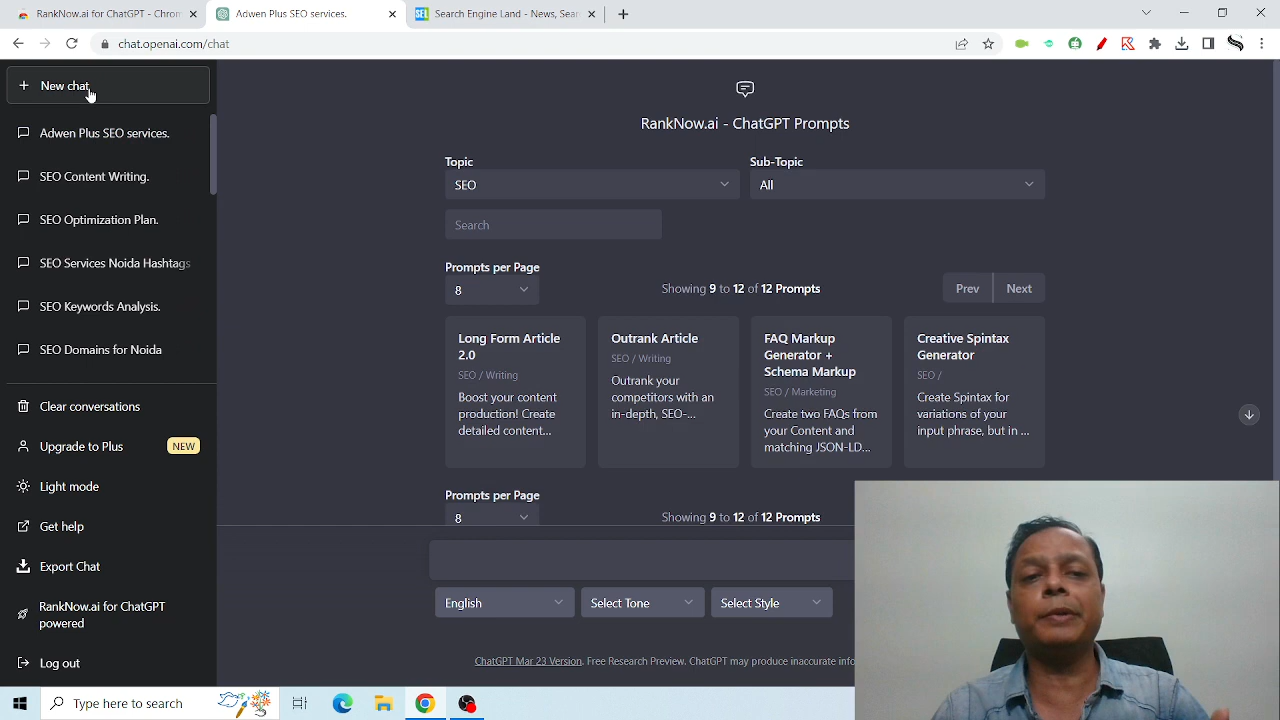 RankNow.ai for ChatGPT - Chrom
Adwen Plus SEO services.
SEL Search Engine Land - News, Sear
chat.openai.com/chat
New chat
Adwen Plus SEO services.
SEO Content Writing.
SEO Optimization Plan.
SEO Services Noida Hashtags
SEO Keywords Analysis.
SEO Domains for Noida
Clear conversations
Upgrade to Plus NEW
Light mode
Get help
Export Chat
RankNow.ai for ChatGPT
powered
Log out
RankNow.ai - ChatGPT Prompts
Topic Sub-Topic
SEO All
Search
Prompts per Page
8 Showing 9 to 12 of 12 Prompts Prev Next
Long Form Article
2.0
SEO / Writing
Boost your content
production! Create
detailed content...
Outrank Article
SEO / Writing
Outrank your
competitors with an
in-depth, SEO-...
FAQ Markup
Generator +
Schema Markup
SEO / Marketing
Create two FAQs from
your Content and
matching JSON-LD...
Creative Spintax
Generator
SEO /
Create Spintax for
variations of your
input phrase, but in ...
Prompts per Page
8 Showing 9 to 12 of 12 Prompts
English Select Tone Select Style
ChatGPT Mar 23 Version. Free Research Preview. ChatGPT may produce inaccurate info
Type here to search